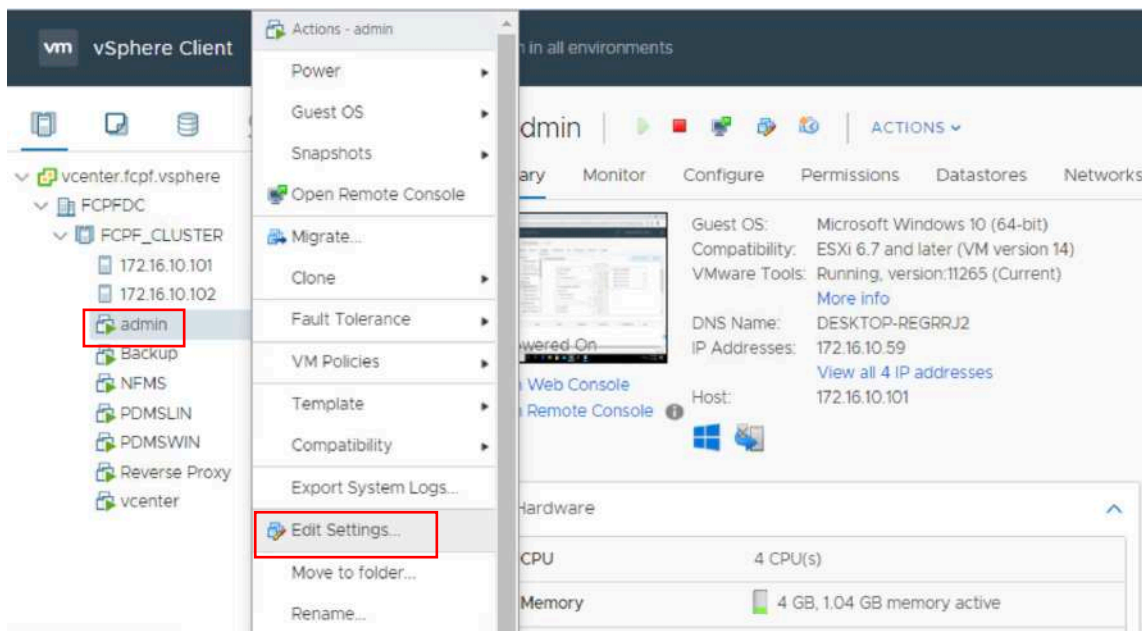 vm vSphere Client
n in all environments
vcenter.fcpf.vsphere
FCPFDC
FCPF_CLUSTER
172.16.10.101
172.16.10.102
admin
Backup
NFMS
PDMSLIN
PDMSWIN
Reverse Proxy
vcenter
Actions - admin
Power
Guest OS
Snapshots
Open Remote Console
Migrate...
Clone
Fault Tolerance
VM Policies
Template
Compatibility
Export System Logs...
Edit Settings...
Move to folder...
Rename...
dmin ACTIONS
ary Monitor Configure Permissions Datastores Networks
Guest OS: Microsoft Windows 10 (64-bit)
Compatibility: ESXi 6.7 and later (VM version 14)
VMware Tools: Running, version:11265 (Current)
More info
DNS Name: DESKTOP-REGRRJ2
IP Addresses: 172.16.10.59
View all 4 IP addresses
Host: 172.16.10.101
owered On
Web Console
Remote Console
Hardware
CPU 4 CPU(s)
Memory 4 GB, 1.04 GB memory active